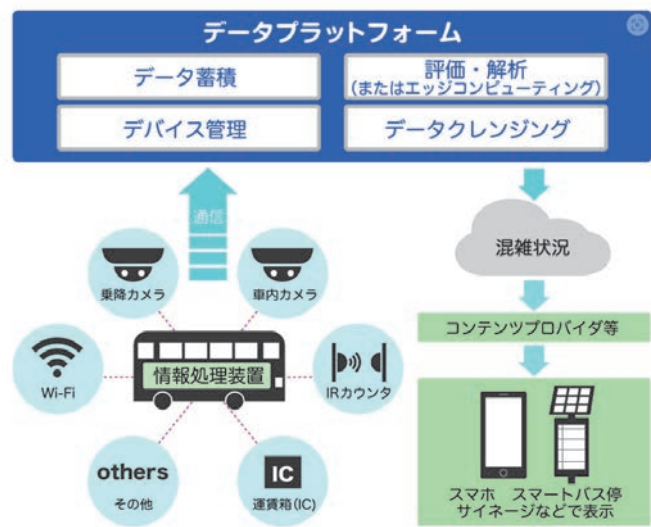 データプラットフォーム
データ蓄積
評価・解析
(またはエッジコンピューティング)
デバイス管理
データクレンジング
通信
混雑状況
乗降カメラ
車内カメラ
コンテンツプロバイダ等
情報処理装置
Wi-Fi
IRカウンタ
others
その他
IC
運賃箱(IC)
スマホ スマートバス停
サイネージなどで表示